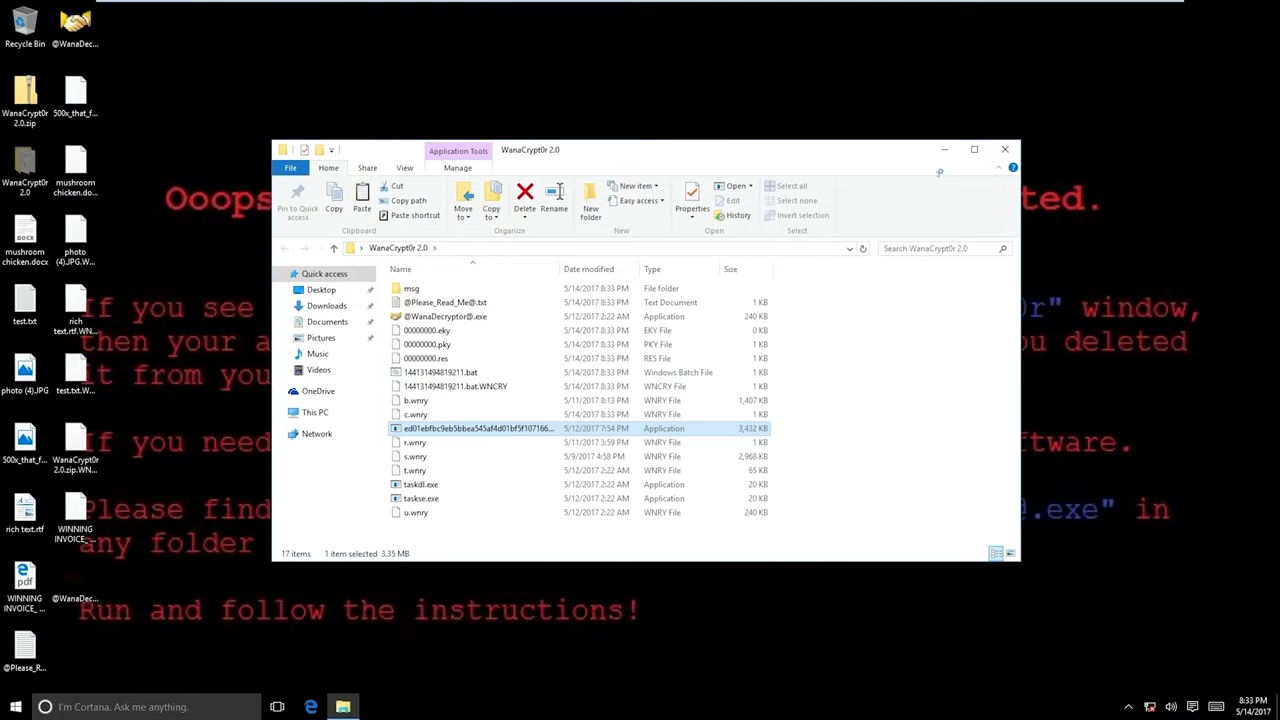 Recycle Bin
@WanaDec...
WanaCrypt0r
2.0.zip
500x_that_f...
WanaCrypt0r
2.0
mushroom
chicken.do...
mushroom
chicken.docx
photo
(4).JPG.W...
test.txt
rich
text.rtf.WN...
photo (4).JPG
test.txt.W...
500x_that_f...
WanaCrypt0r
2.0.zip.WN...
rich text.rtf
WINNING
INVOICE_...
WINNING
INVOICE_...
@WanaDec...
@Please_R...
Ooops
ted.
If you see
0r" window,
then your a
ou deleted
it from you
If you need
ftware.
Please find
@.exe" in
any folder
Run and follow the instructions!
Application Tools
WanaCrypt0r 2.0
File
Home
Share
View
Manage
Pin to Quick
access
Copy
Paste
Cut
Copy path
Paste shortcut
Clipboard
Move
to
Copy
to
Delete
Rename
Organize
New
folder
New item
Easy access
New
Properties
Open
Edit
History
Open
Select all
Select none
Invert selection
Select
WanaCrypt0r 2.0
Search WanaCrypt0r 2.0
Quick access
Desktop
Downloads
Documents
Pictures
Music
Videos
OneDrive
This PC
Network
Name Date modified Type Size
msg 5/14/2017 8:33 PM File folder
@Please_Read_Me@.txt 5/14/2017 8:33 PM Text Document 1 KB
@WanaDecryptor@.exe 5/12/2017 2:22 AM Application 240 KB
00000000.eky 5/14/2017 8:33 PM EKY File 0 KB
00000000.pky 5/14/2017 8:33 PM PKY File 1 KB
00000000.res 5/14/2017 8:33 PM RES File 1 KB
144131494819211.bat 5/14/2017 8:33 PM Windows Batch File 1 KB
144131494819211.bat.WNCRY 5/14/2017 8:33 PM WNCRY File 1 KB
b.wnry 5/11/2017 8:13 PM WNRY File 1,407 KB
c.wnry 5/14/2017 8:33 PM WNRY File 1 KB
ed01ebfbc9eb5bbea545af4d01bf5f107166... 5/12/2017 7:54 PM Application 3,432 KB
r.wnry 5/11/2017 3:59 PM WNRY File 1 KB
s.wnry 5/9/2017 4:58 PM WNRY File 2,968 KB
t.wnry 5/12/2017 2:22 AM WNRY File 65 KB
taskdl.exe 5/12/2017 2:22 AM Application 20 KB
taskse.exe 5/12/2017 2:22 AM Application 20 KB
u.wnry 5/12/2017 2:22 AM WNRY File 240 KB
17 items 1 item selected 3.35 MB
I'm Cortana. Ask me anything.
8:33 PM
5/14/2017